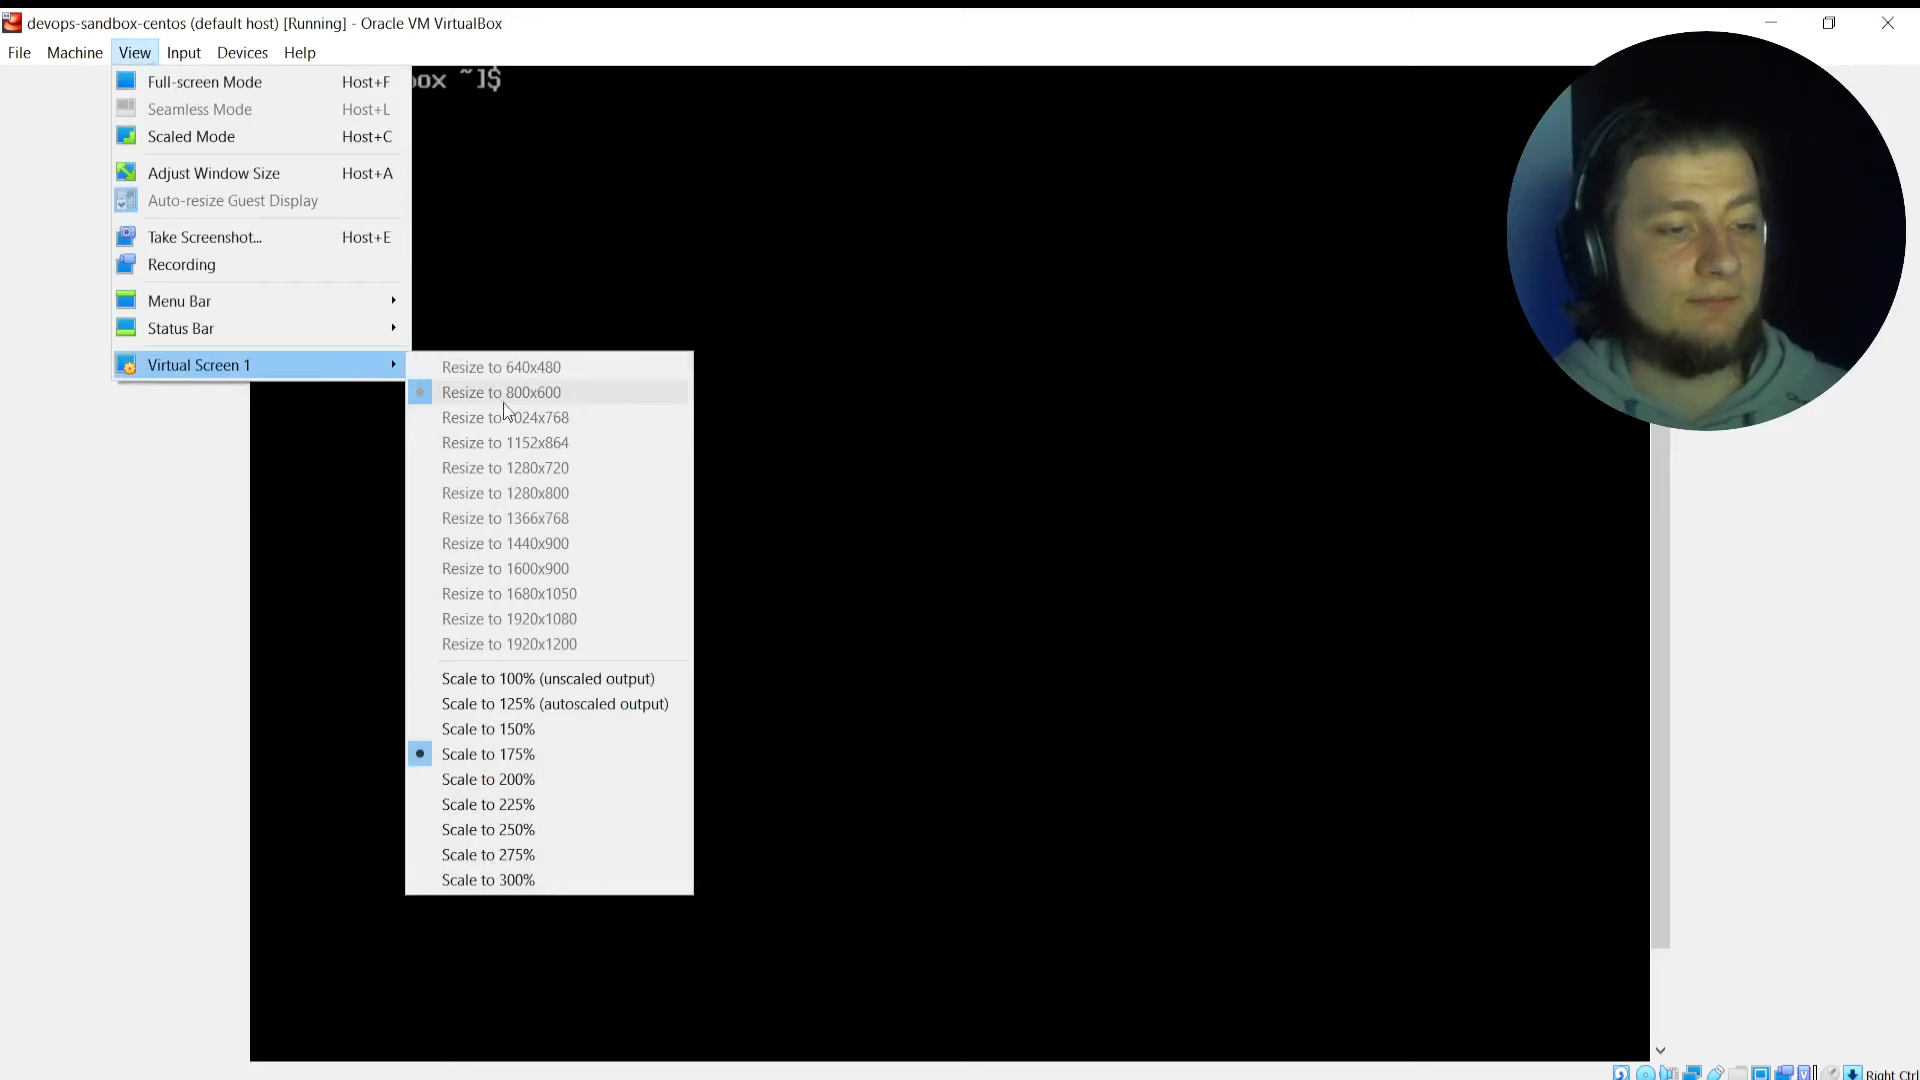 devops-sandbox-centos (default host) [Running] - Oracle VM VirtualBox
File Machine View Input Devices Help
Full-screen Mode Host+F
Seamless Mode Host+L
Scaled Mode Host+C
Adjust Window Size Host+A
Auto-resize Guest Display
Take Screenshot... Host+E
Recording
Menu Bar
Status Bar
Virtual Screen 1
ox ~]$
Resize to 640x480
Resize to 800x600
Resize to 1024x768
Resize to 1152x864
Resize to 1280x720
Resize to 1280x800
Resize to 1366x768
Resize to 1440x900
Resize to 1600x900
Resize to 1680x1050
Resize to 1920x1080
Resize to 1920x1200
Scale to 100% (unscaled output)
Scale to 125% (autoscaled output)
Scale to 150%
Scale to 175%
Scale to 200%
Scale to 225%
Scale to 250%
Scale to 275%
Scale to 300%
Right Ctrl